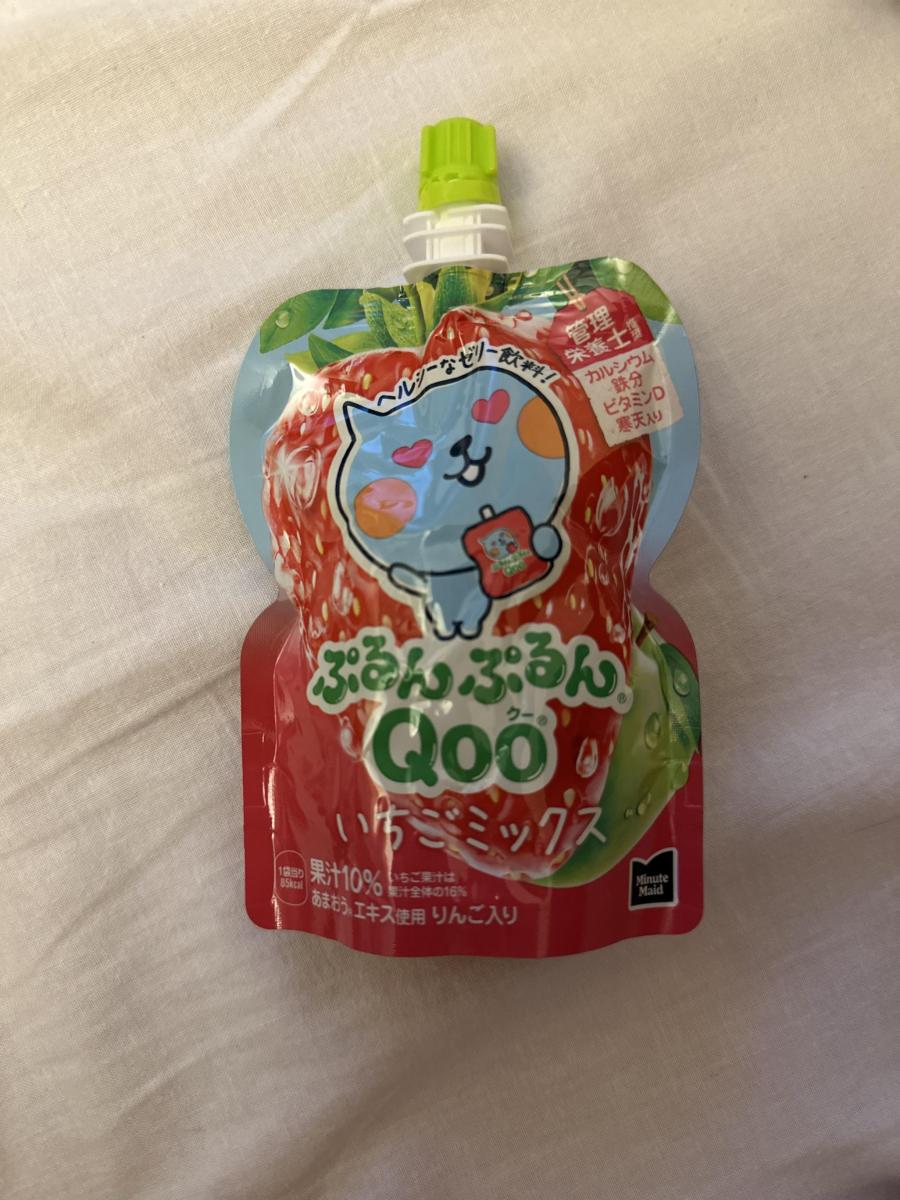 ヘルシーなゼリー飲料!
管理
栄養士推奨
カルシウム
鉄分
ビタミンD
寒天入り
ぷるんぷるん®
クー
Qoo®
いちごミックス
1袋当り
85kcal
果汁10%
いちご果汁は
果汁全体の16%
あまおう®エキス使用 りんご入り
Minute
Maid